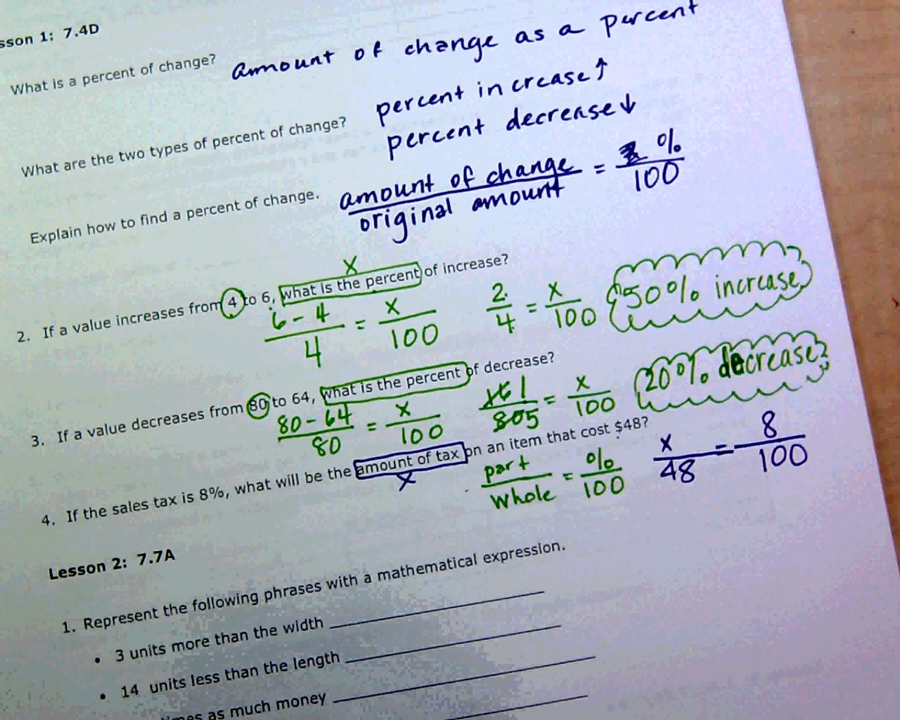 sson 1: 7.4D
What is a percent of change? amount of change as a percent
What are the two types of percent of change? percent increase ↑
percent decrease ↓
Explain how to find a percent of change. amount of change / original amount = % / 100
2. If a value increases from 4 to 6, what is the percent of increase?
x
6 - 4 / 4 = x / 100
2 / 4 = x / 100
50% increase
3. If a value decreases from 80 to 64, what is the percent of decrease?
80 - 64 / 80 = x / 100
16 1 / 80 5 = x / 100
20% decrease
4. If the sales tax is 8%, what will be the amount of tax on an item that cost $48?
x
part / whole = % / 100
x / 48 = 8 / 100
Lesson 2: 7.7A
1. Represent the following phrases with a mathematical expression.
• 3 units more than the width
• 14 units less than the length
as much money